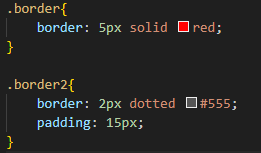 .border{
    border: 5px solid red;
}

.border2{
    border: 2px dotted #555;
    padding: 15px;
}